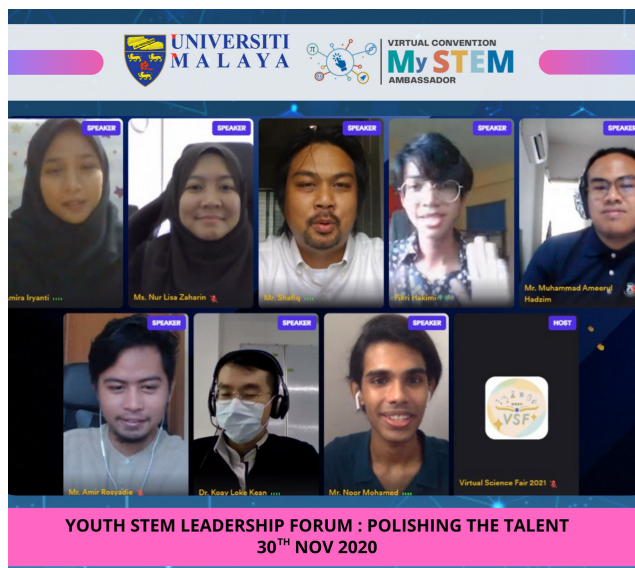 UNIVERSITI
MALAYA
π
VIRTUAL CONVENTION
My STEM
AMBASSADOR
SPEAKER
SPEAKER
SPEAKER
SPEAKER
SPEAKER
mira Iryanti
Ms. Nur Lisa Zaharin
Mr. Shafiq
Fikri Hakimi
Mr. Muhammad Ameerul
Hadzim
SPEAKER
SPEAKER
SPEAKER
HOST
VSF
Mr. Amir Rosyadie
Dr. Koay Loke Kean
Mr. Noor Mohamed
Virtual Science Fair 2021
YOUTH STEM LEADERSHIP FORUM : POLISHING THE TALENT
30TH NOV 2020